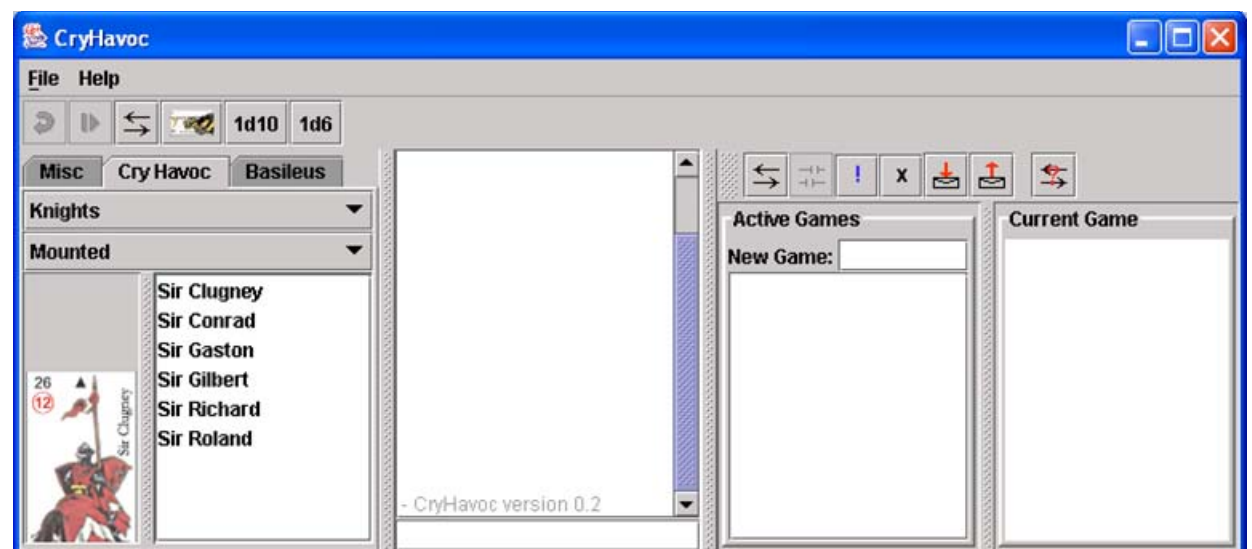 CryHavoc
File Help
1d10 1d6
Misc Cry Havoc Basileus
Knights
Mounted
Sir Clugney
Sir Conrad
Sir Gaston
Sir Gilbert
Sir Richard
Sir Roland
26
12
Sir Clugney
- CryHavoc version 0.2
! x ?
Active Games
New Game:
Current Game